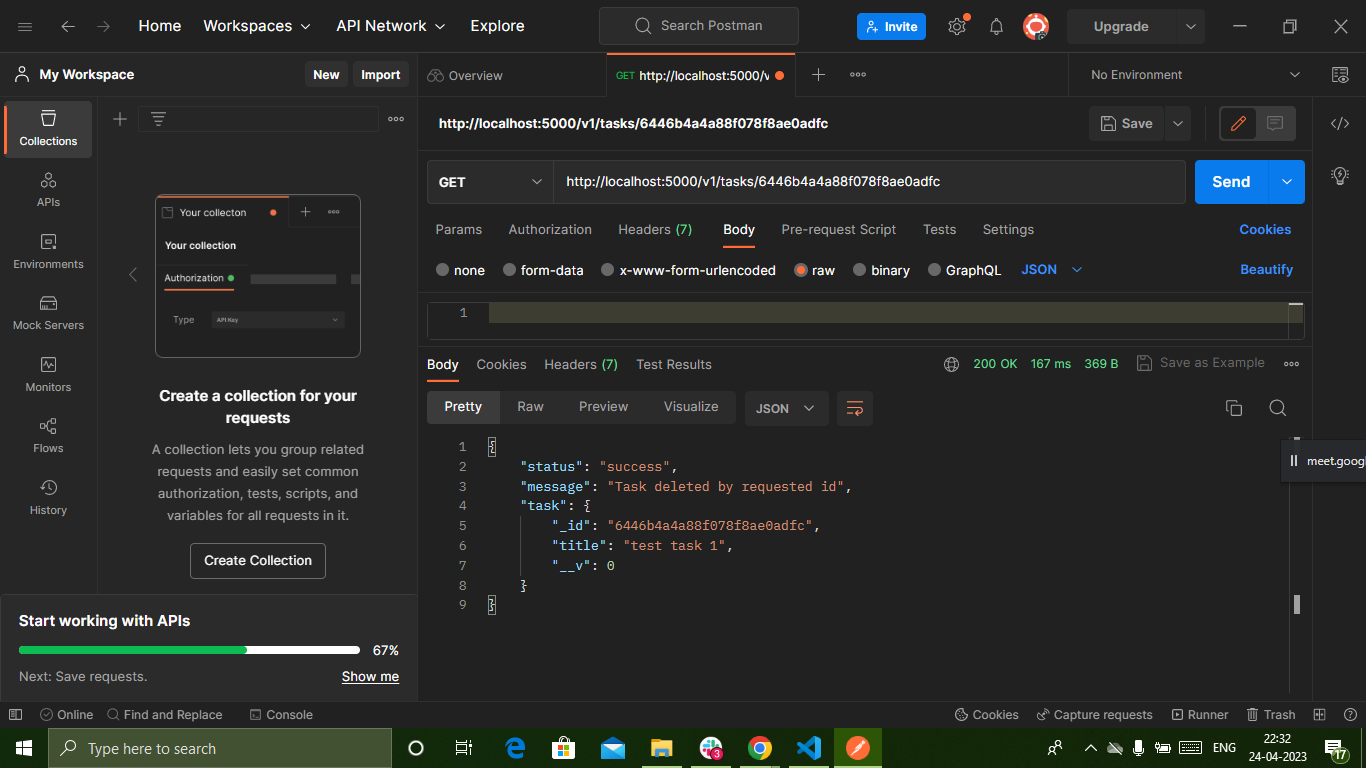 Home Workspaces API Network Explore Search Postman Invite Upgrade
My Workspace New Import Overview GET http://localhost:5000/v No Environment
http://localhost:5000/v1/tasks/6446b4a4a88f078f8ae0adfc Save
Collections
APIs
Environments
Mock Servers
Monitors
Flows
History
Your collecton
Your collection
Authorization
Type API Key
Create a collection for your
requests
A collection lets you group related
requests and easily set common
authorization, tests, scripts, and
variables for all requests in it.
Create Collection
Start working with APIs
67%
Next: Save requests. Show me
GET http://localhost:5000/v1/tasks/6446b4a4a88f078f8ae0adfc Send
Params Authorization Headers (7) Body Pre-request Script Tests Settings Cookies
none form-data x-www-form-urlencoded raw binary GraphQL JSON Beautify
1
Body Cookies Headers (7) Test Results 200 OK 167 ms 369 B Save as Example
Pretty Raw Preview Visualize JSON
1 {
2 "status": "success",
3 "message": "Task deleted by requested id",
4 "task": {
5 "_id": "6446b4a4a88f078f8ae0adfc",
6 "title": "test task 1",
7 "__v": 0
8 }
9 }
meet.goog
Online Find and Replace Console Cookies Capture requests Runner Trash
Type here to search 3 ENG 22:32
24-04-2023 17